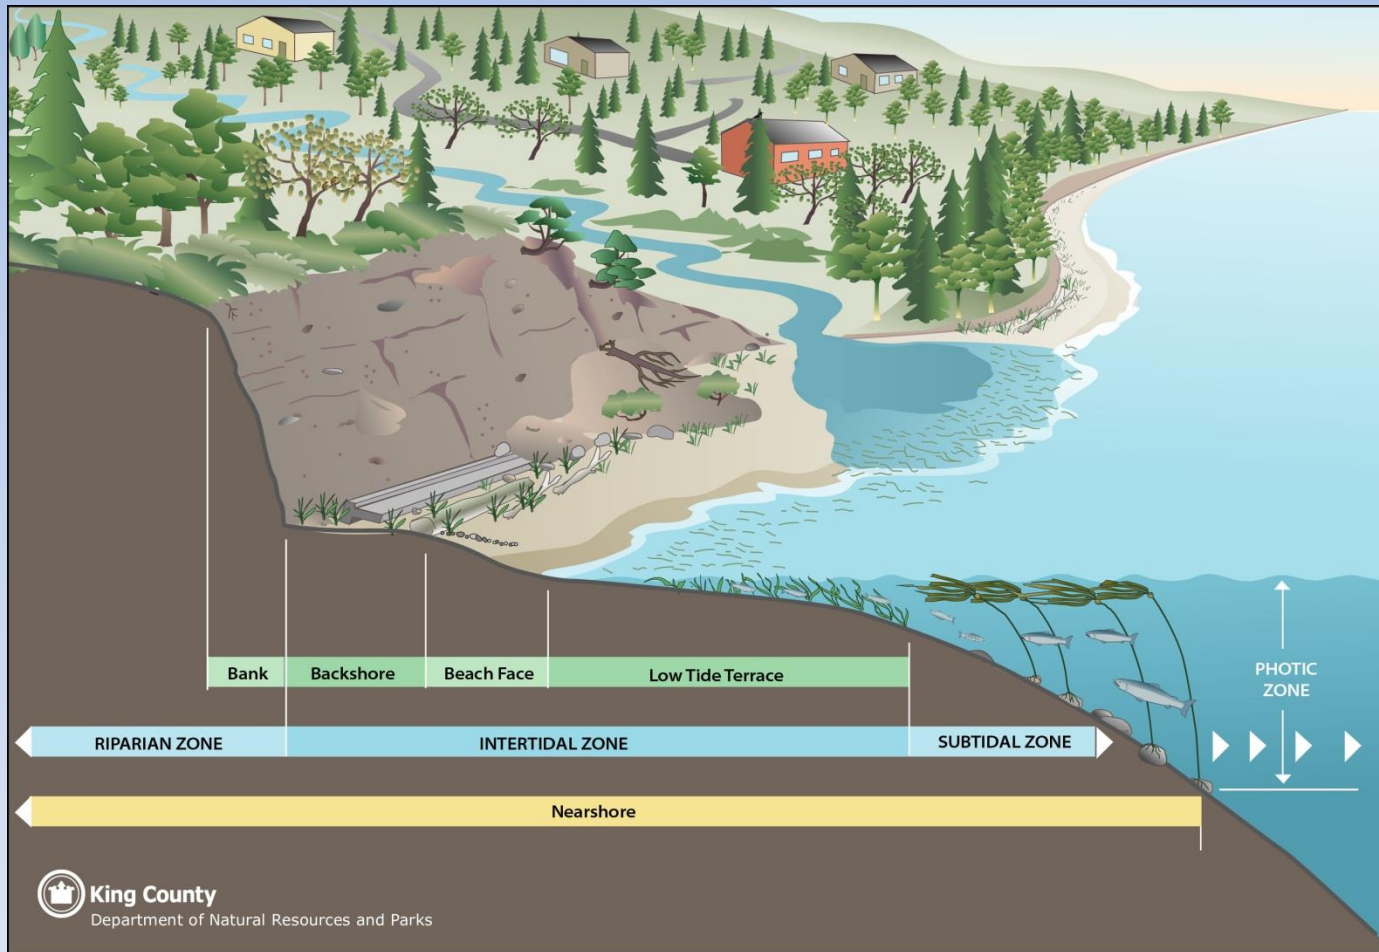 Bank
Backshore
Beach Face
Low Tide Terrace
PHOTIC
ZONE
RIPARIAN ZONE
INTERTIDAL ZONE
SUBTIDAL ZONE
Nearshore
King County
Department of Natural Resources and Parks